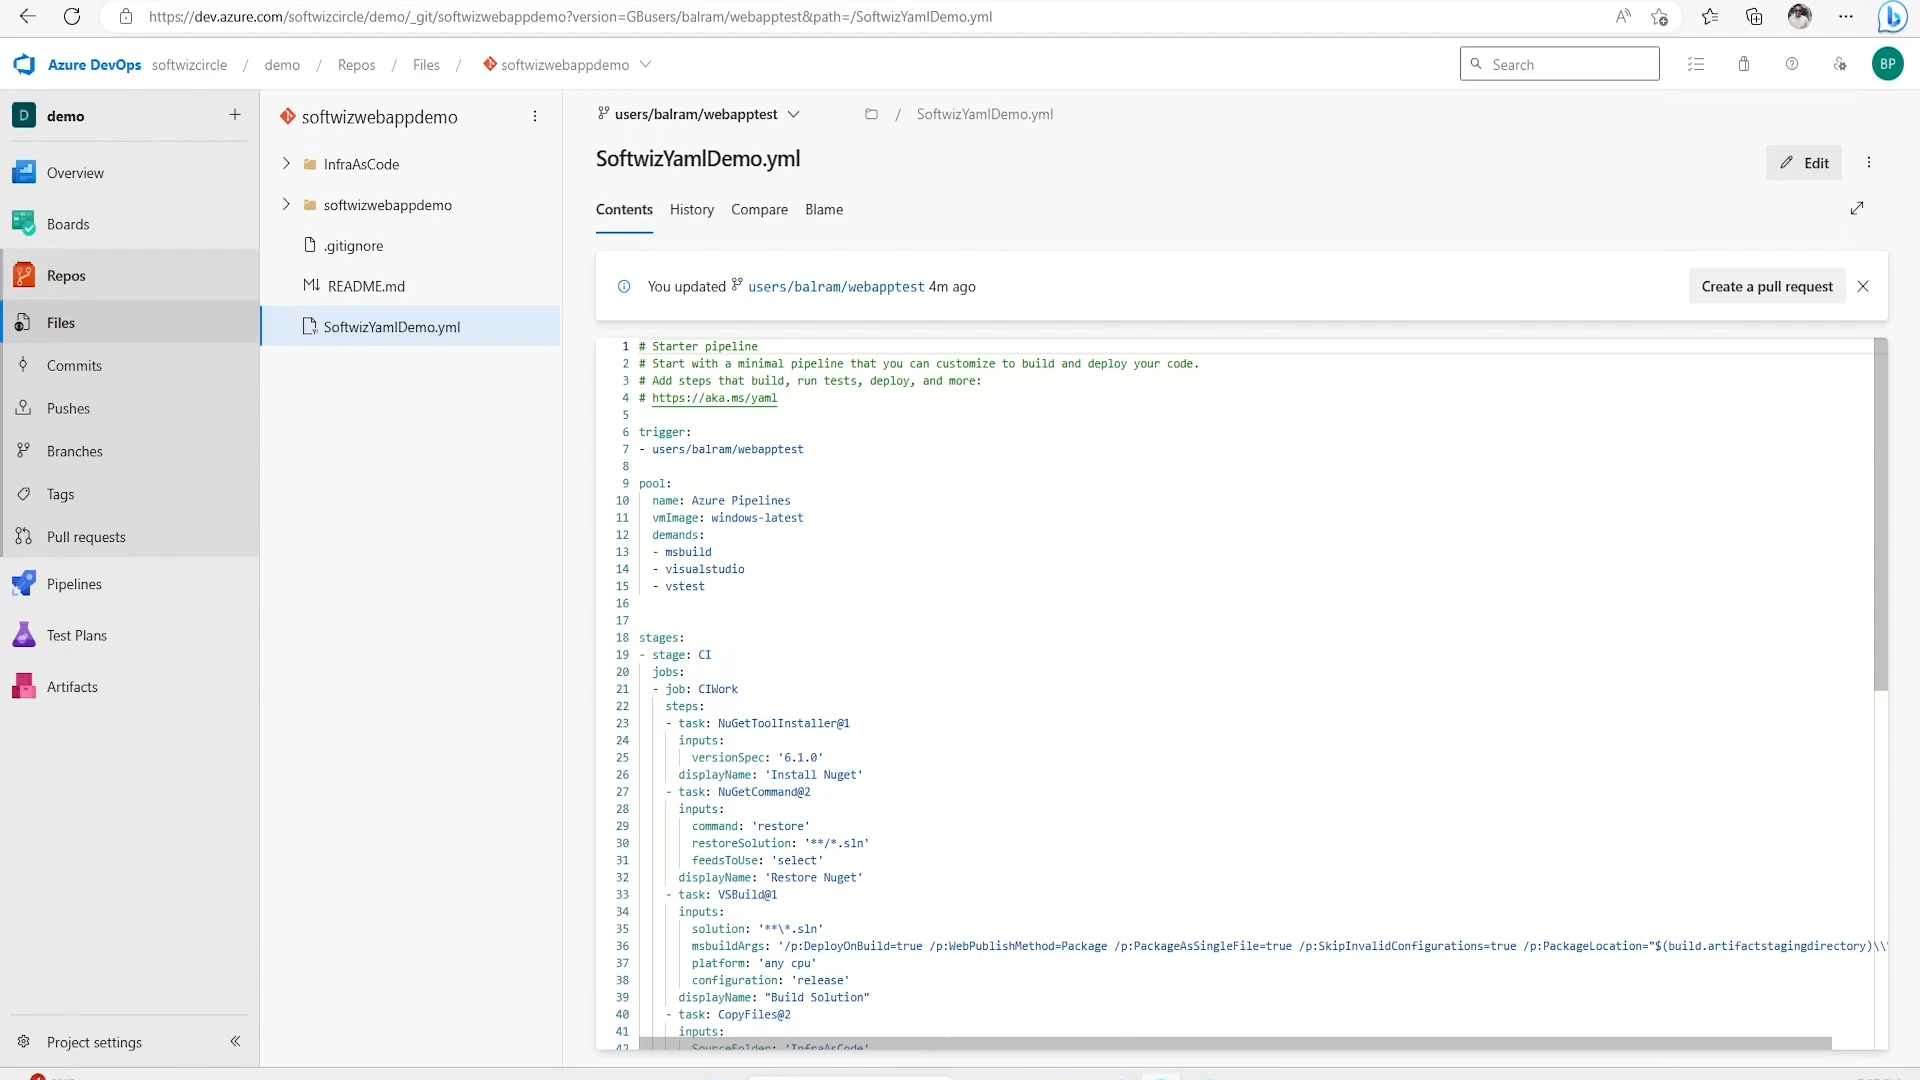 https://dev.azure.com/softwizcircle/demo/_git/softwizwebappdemo?version=GBusers/balram/webapptest&path=/SoftwizYamlDemo.yml
Azure DevOps softwizcircle / demo / Repos / Files / softwizwebappdemo
Search
BP
D demo
Overview
Boards
Repos
Files
Commits
Pushes
Branches
Tags
Pull requests
Pipelines
Test Plans
Artifacts
Project settings
softwizwebappdemo
InfraAsCode
softwizwebappdemo
.gitignore
README.md
SoftwizYamlDemo.yml
users/balram/webapptest / SoftwizYamlDemo.yml
SoftwizYamlDemo.yml
Edit
Contents History Compare Blame
You updated users/balram/webapptest 4m ago
Create a pull request
1 # Starter pipeline
2 # Start with a minimal pipeline that you can customize to build and deploy your code.
3 # Add steps that build, run tests, deploy, and more:
4 # https://aka.ms/yaml
5
6 trigger:
7 - users/balram/webapptest
8
9 pool:
10 name: Azure Pipelines
11 vmImage: windows-latest
12 demands:
13 - msbuild
14 - visualstudio
15 - vstest
16
17
18 stages:
19 - stage: CI
20 jobs:
21 - job: CIWork
22 steps:
23 - task: NuGetToolInstaller@1
24 inputs:
25 versionSpec: '6.1.0'
26 displayName: 'Install Nuget'
27 - task: NuGetCommand@2
28 inputs:
29 command: 'restore'
30 restoreSolution: '**/*.sln'
31 feedsToUse: 'select'
32 displayName: 'Restore Nuget'
33 - task: VSBuild@1
34 inputs:
35 solution: '**\*.sln'
36 msbuildArgs: '/p:DeployOnBuild=true /p:WebPublishMethod=Package /p:PackageAsSingleFile=true /p:SkipInvalidConfigurations=true /p:PackageLocation="$(build.artifactstagingdirectory)\\"
37 platform: 'any cpu'
38 configuration: 'release'
39 displayName: "Build Solution"
40 - task: CopyFiles@2
41 inputs:
42 SourceFolder: 'InfraAsCode'